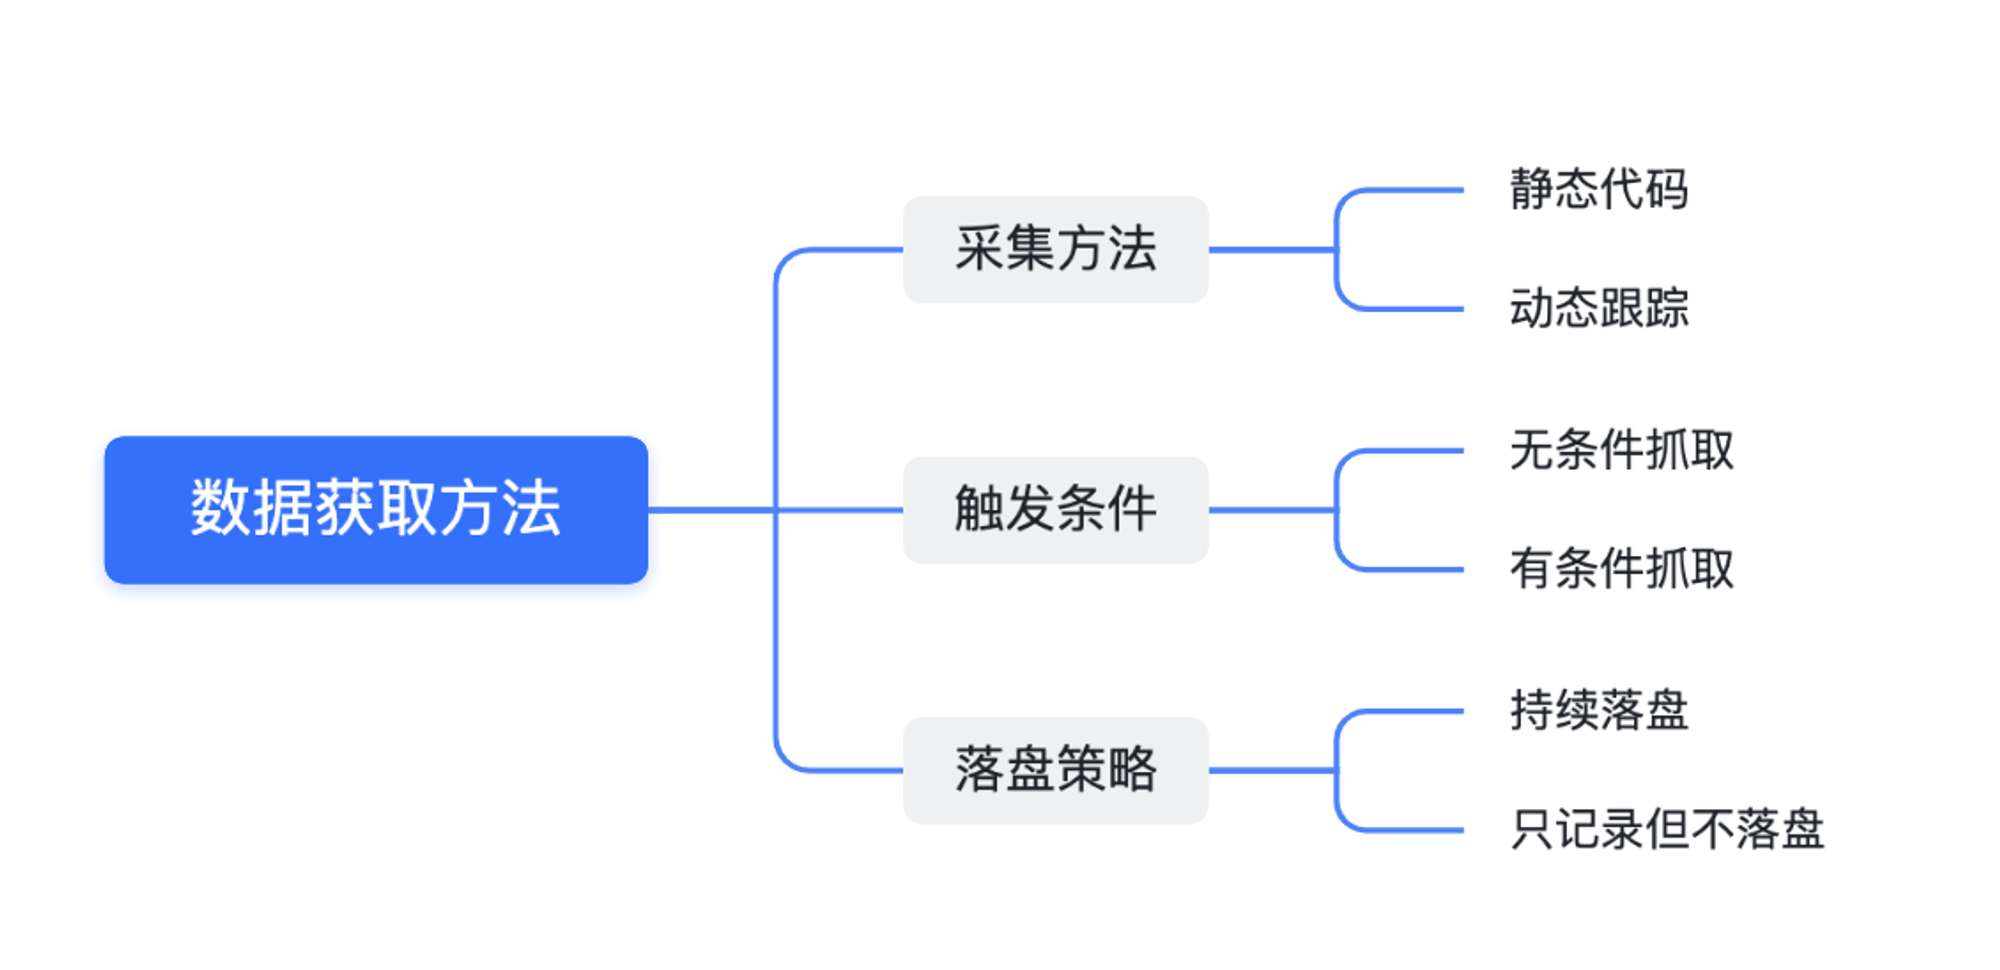 数据获取方法
采集方法
静态代码
动态跟踪
触发条件
无条件抓取
有条件抓取
落盘策略
持续落盘
只记录但不落盘